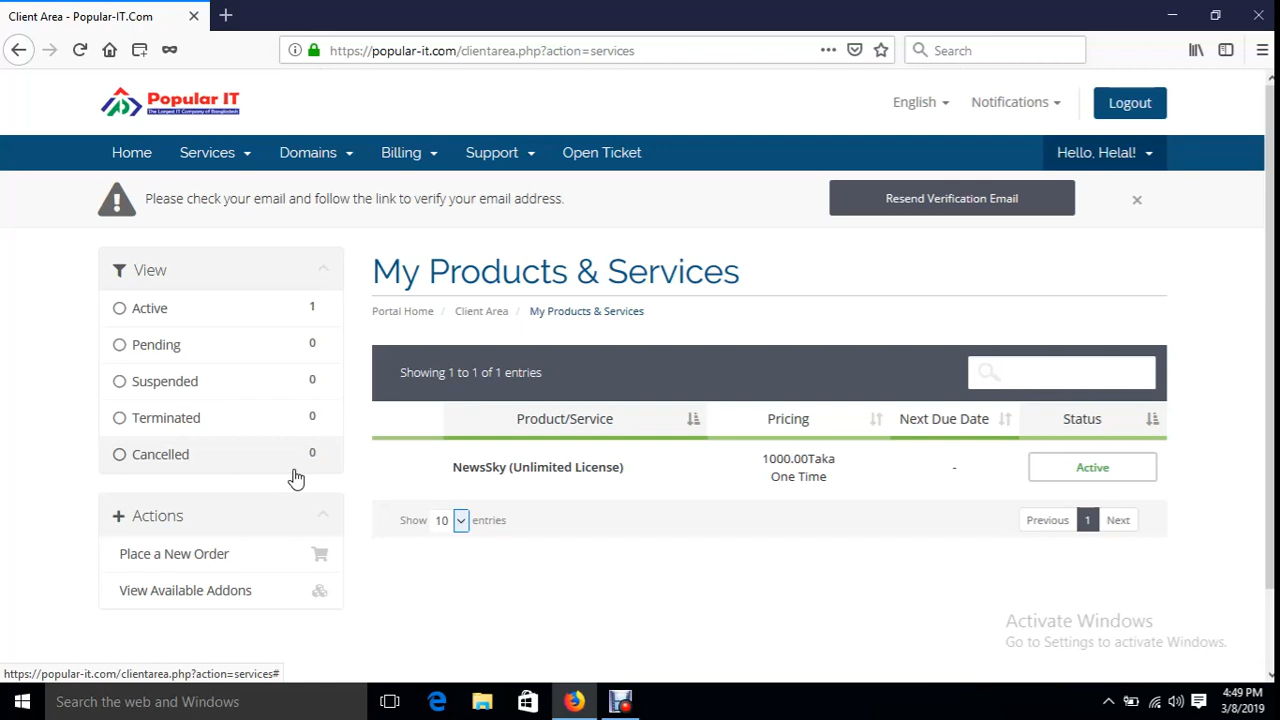 Client Area - Popular-IT.Com
https://popular-it.com/clientarea.php?action=services
Search
Popular IT
The Largest IT Company of Bangladesh
English
Notifications
Logout
Home
Services
Domains
Billing
Support
Open Ticket
Hello, Helal!
Please check your email and follow the link to verify your email address.
Resend Verification Email
View
Active 1
Pending 0
Suspended 0
Terminated 0
Cancelled 0
Actions
Place a New Order
View Available Addons
My Products & Services
Portal Home / Client Area / My Products & Services
Showing 1 to 1 of 1 entries
Product/Service Pricing Next Due Date Status
NewsSky (Unlimited License) 1000.00Taka
One Time
- Active
Show 10 entries
Previous 1 Next
Activate Windows
Go to Settings to activate Windows.
https://popular-it.com/clientarea.php?action=services#
Search the web and Windows
4:49 PM
3/8/2019